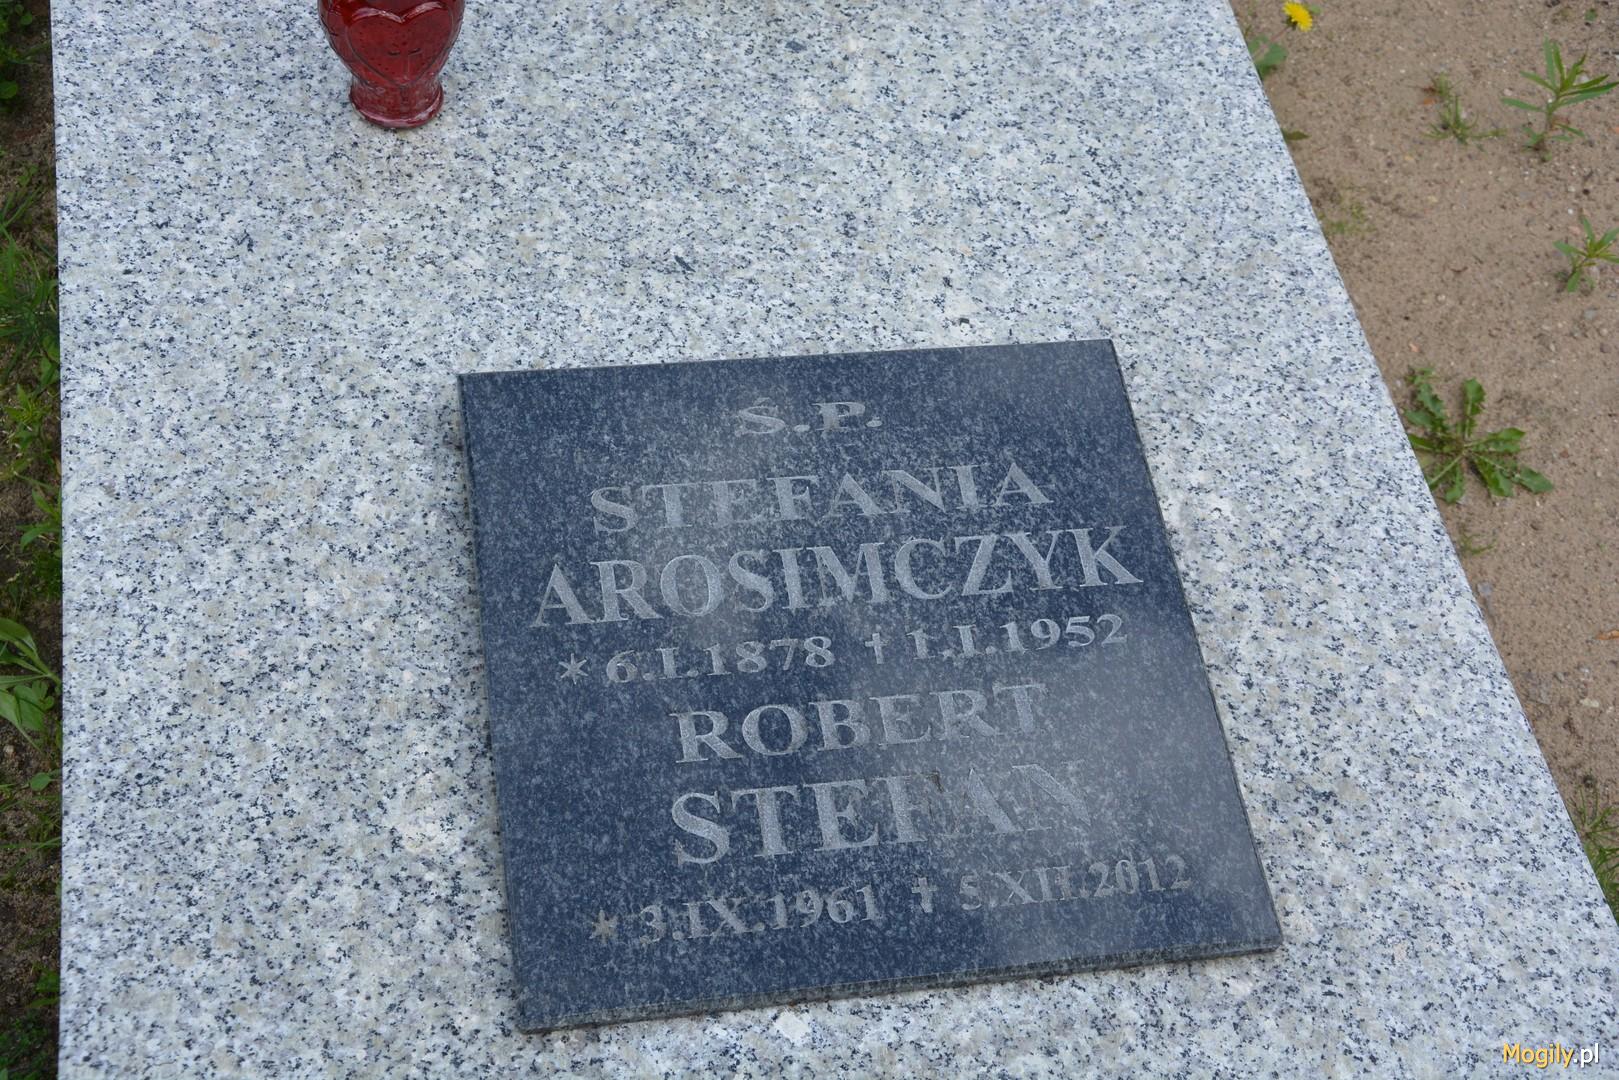 Ś.P.
STEFANIA
AROSIMCZYK
* 6.I.1878 † 1.I.1952
ROBERT
STEFAN
* 3.IX.1961 † 5.XII.2012
Mogily.pl